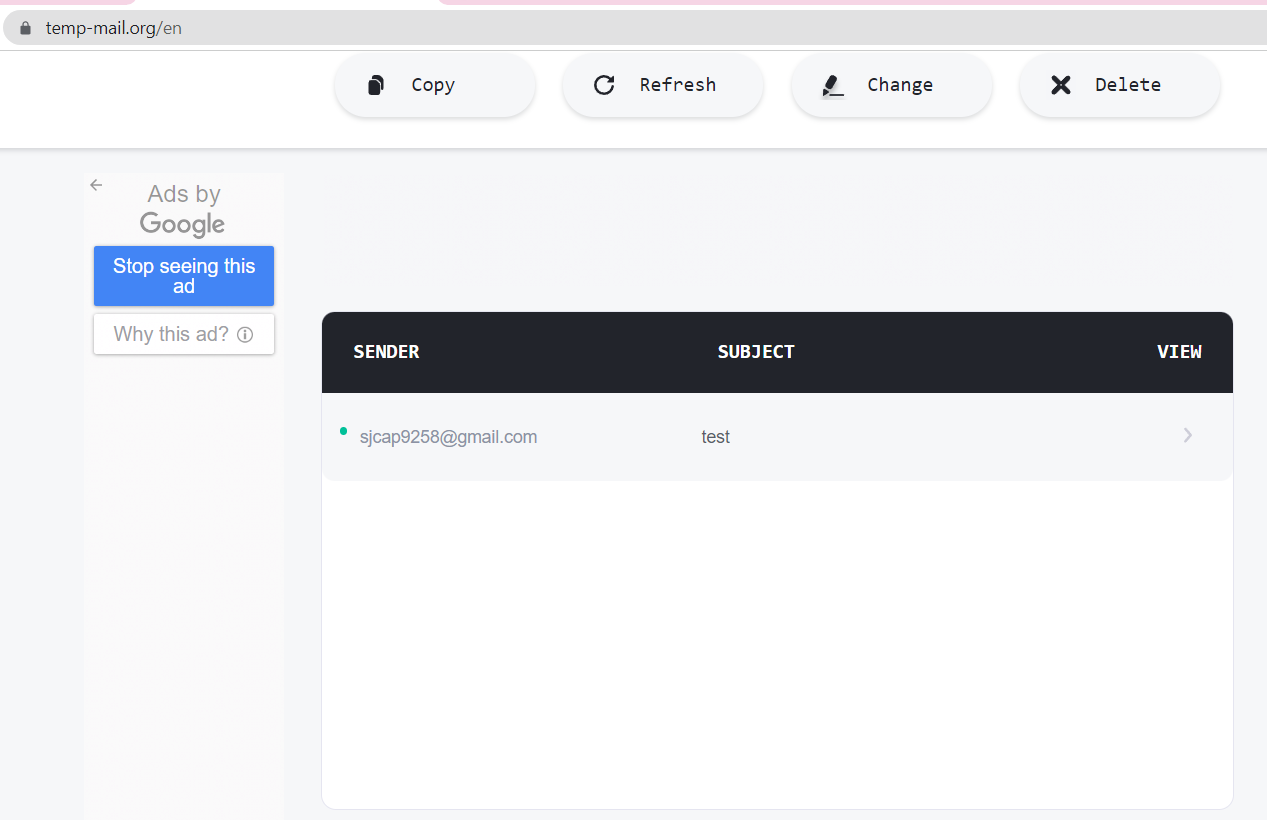 temp-mail.org/en
Copy Refresh Change Delete
Ads by
Google
Stop seeing this
ad
Why this ad?
SENDER SUBJECT VIEW
sjcap9258@gmail.com test